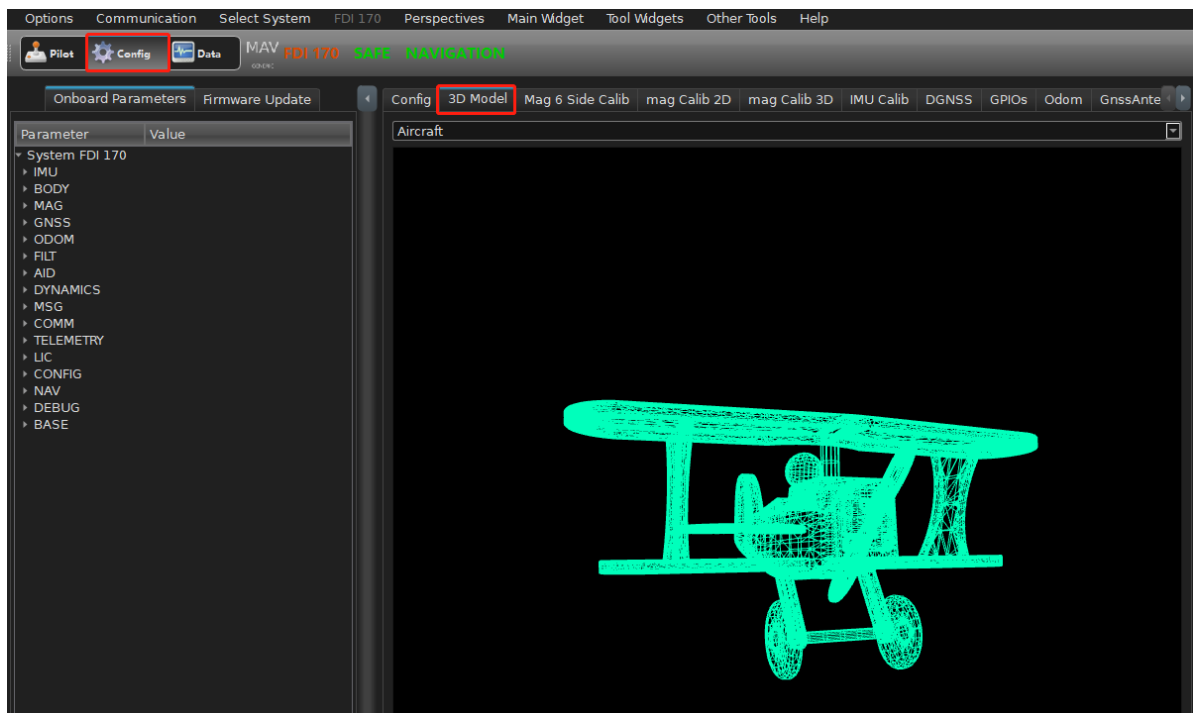 Options Communication Select System FDI 170 Perspectives Main Widget Tool Widgets Other Tools Help
Pilot Config Data MAV FDI 170 SAFE NAVIGATION
Onboard Parameters Firmware Update Config 3D Model Mag 6 Side Calib mag Calib 2D mag Calib 3D IMU Calib DGNSS GPIOs Odom GnssAnte
Parameter Value Aircraft
System FDI 170
IMU
BODY
MAG
GNSS
ODOM
FILT
AID
DYNAMICS
MSG
COMM
TELEMETRY
LIC
CONFIG
NAV
DEBUG
BASE